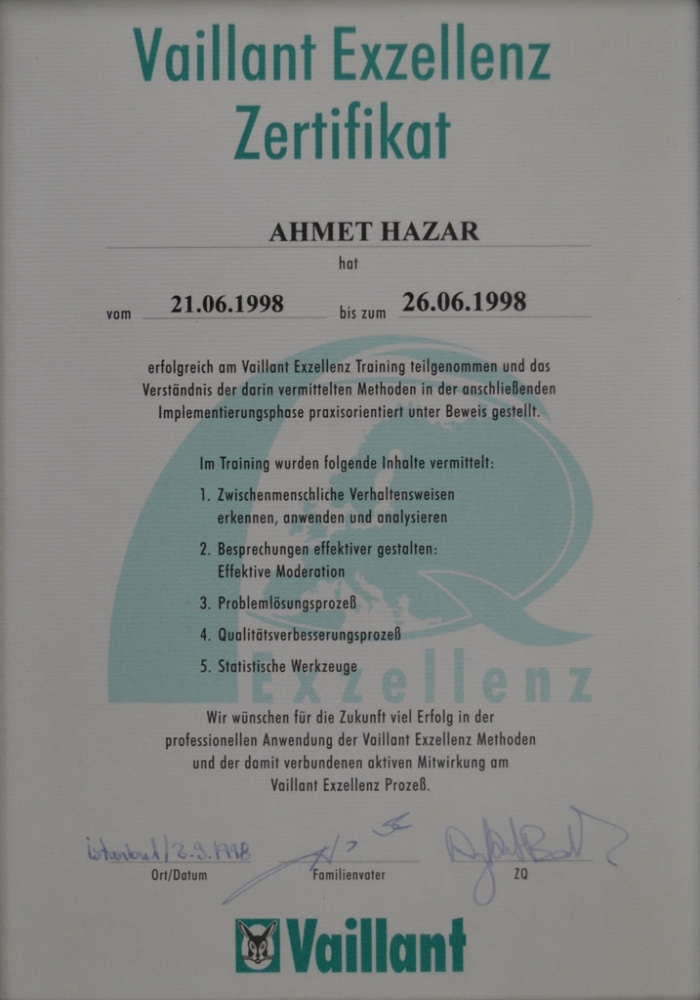 Vaillant Exzellenz
Zertifikat
AHMET HAZAR
hat
vom 21.06.1998 bis zum 26.06.1998
erfolgreich am Vaillant Exzellenz Training teilgenommen und das
Verständnis der darin vermittelten Methoden in der anschließenden
Implementierungsphase praxisorientiert unter Beweis gestellt.
Im Training wurden folgende Inhalte vermittelt:
1. Zwischenmenschliche Verhaltensweisen
erkennen, anwenden und analysieren
2. Besprechungen effektiver gestalten:
Effektive Moderation
3. Problemlösungsprozeß
4. Qualitätsverbesserungsprozeß
5. Statistische Werkzeuge
Exzellenz
Wir wünschen für die Zukunft viel Erfolg in der
professionellen Anwendung der Vaillant Exzellenz Methoden
und der damit verbundenen aktiven Mitwirkung am
Vaillant Exzellenz Prozeß.
istanbul/3.9.1998
Ort/Datum Familienvater ZQ
Vaillant